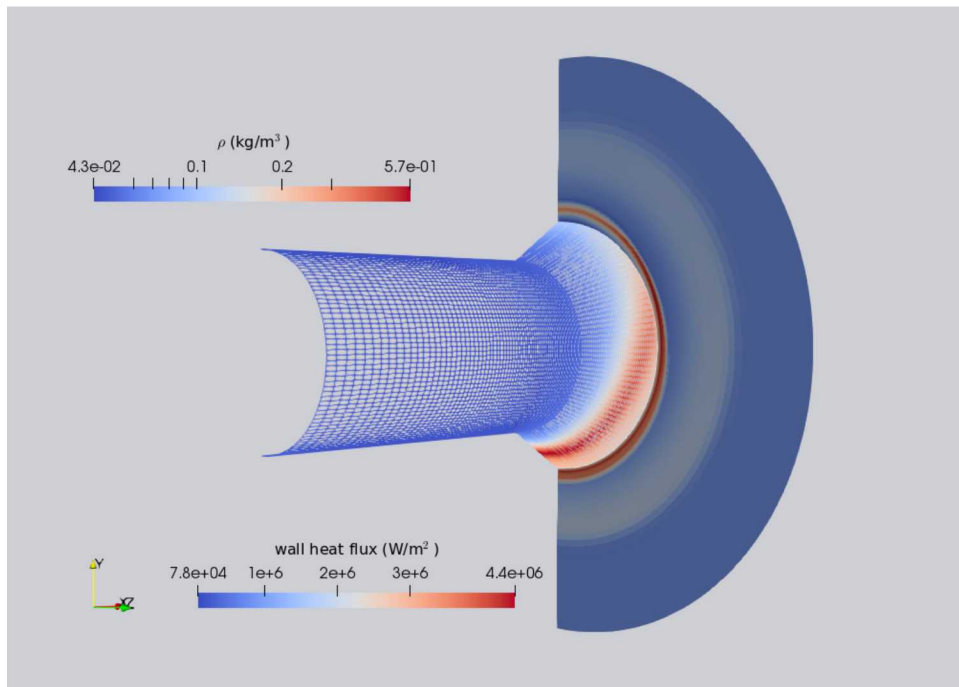 ρ (kg/m³)
4.3e-02 0.1 0.2 5.7e-01
wall heat flux (W/m²)
7.8e+04 1e+6 2e+6 3e+6 4.4e+06
Y
XZ